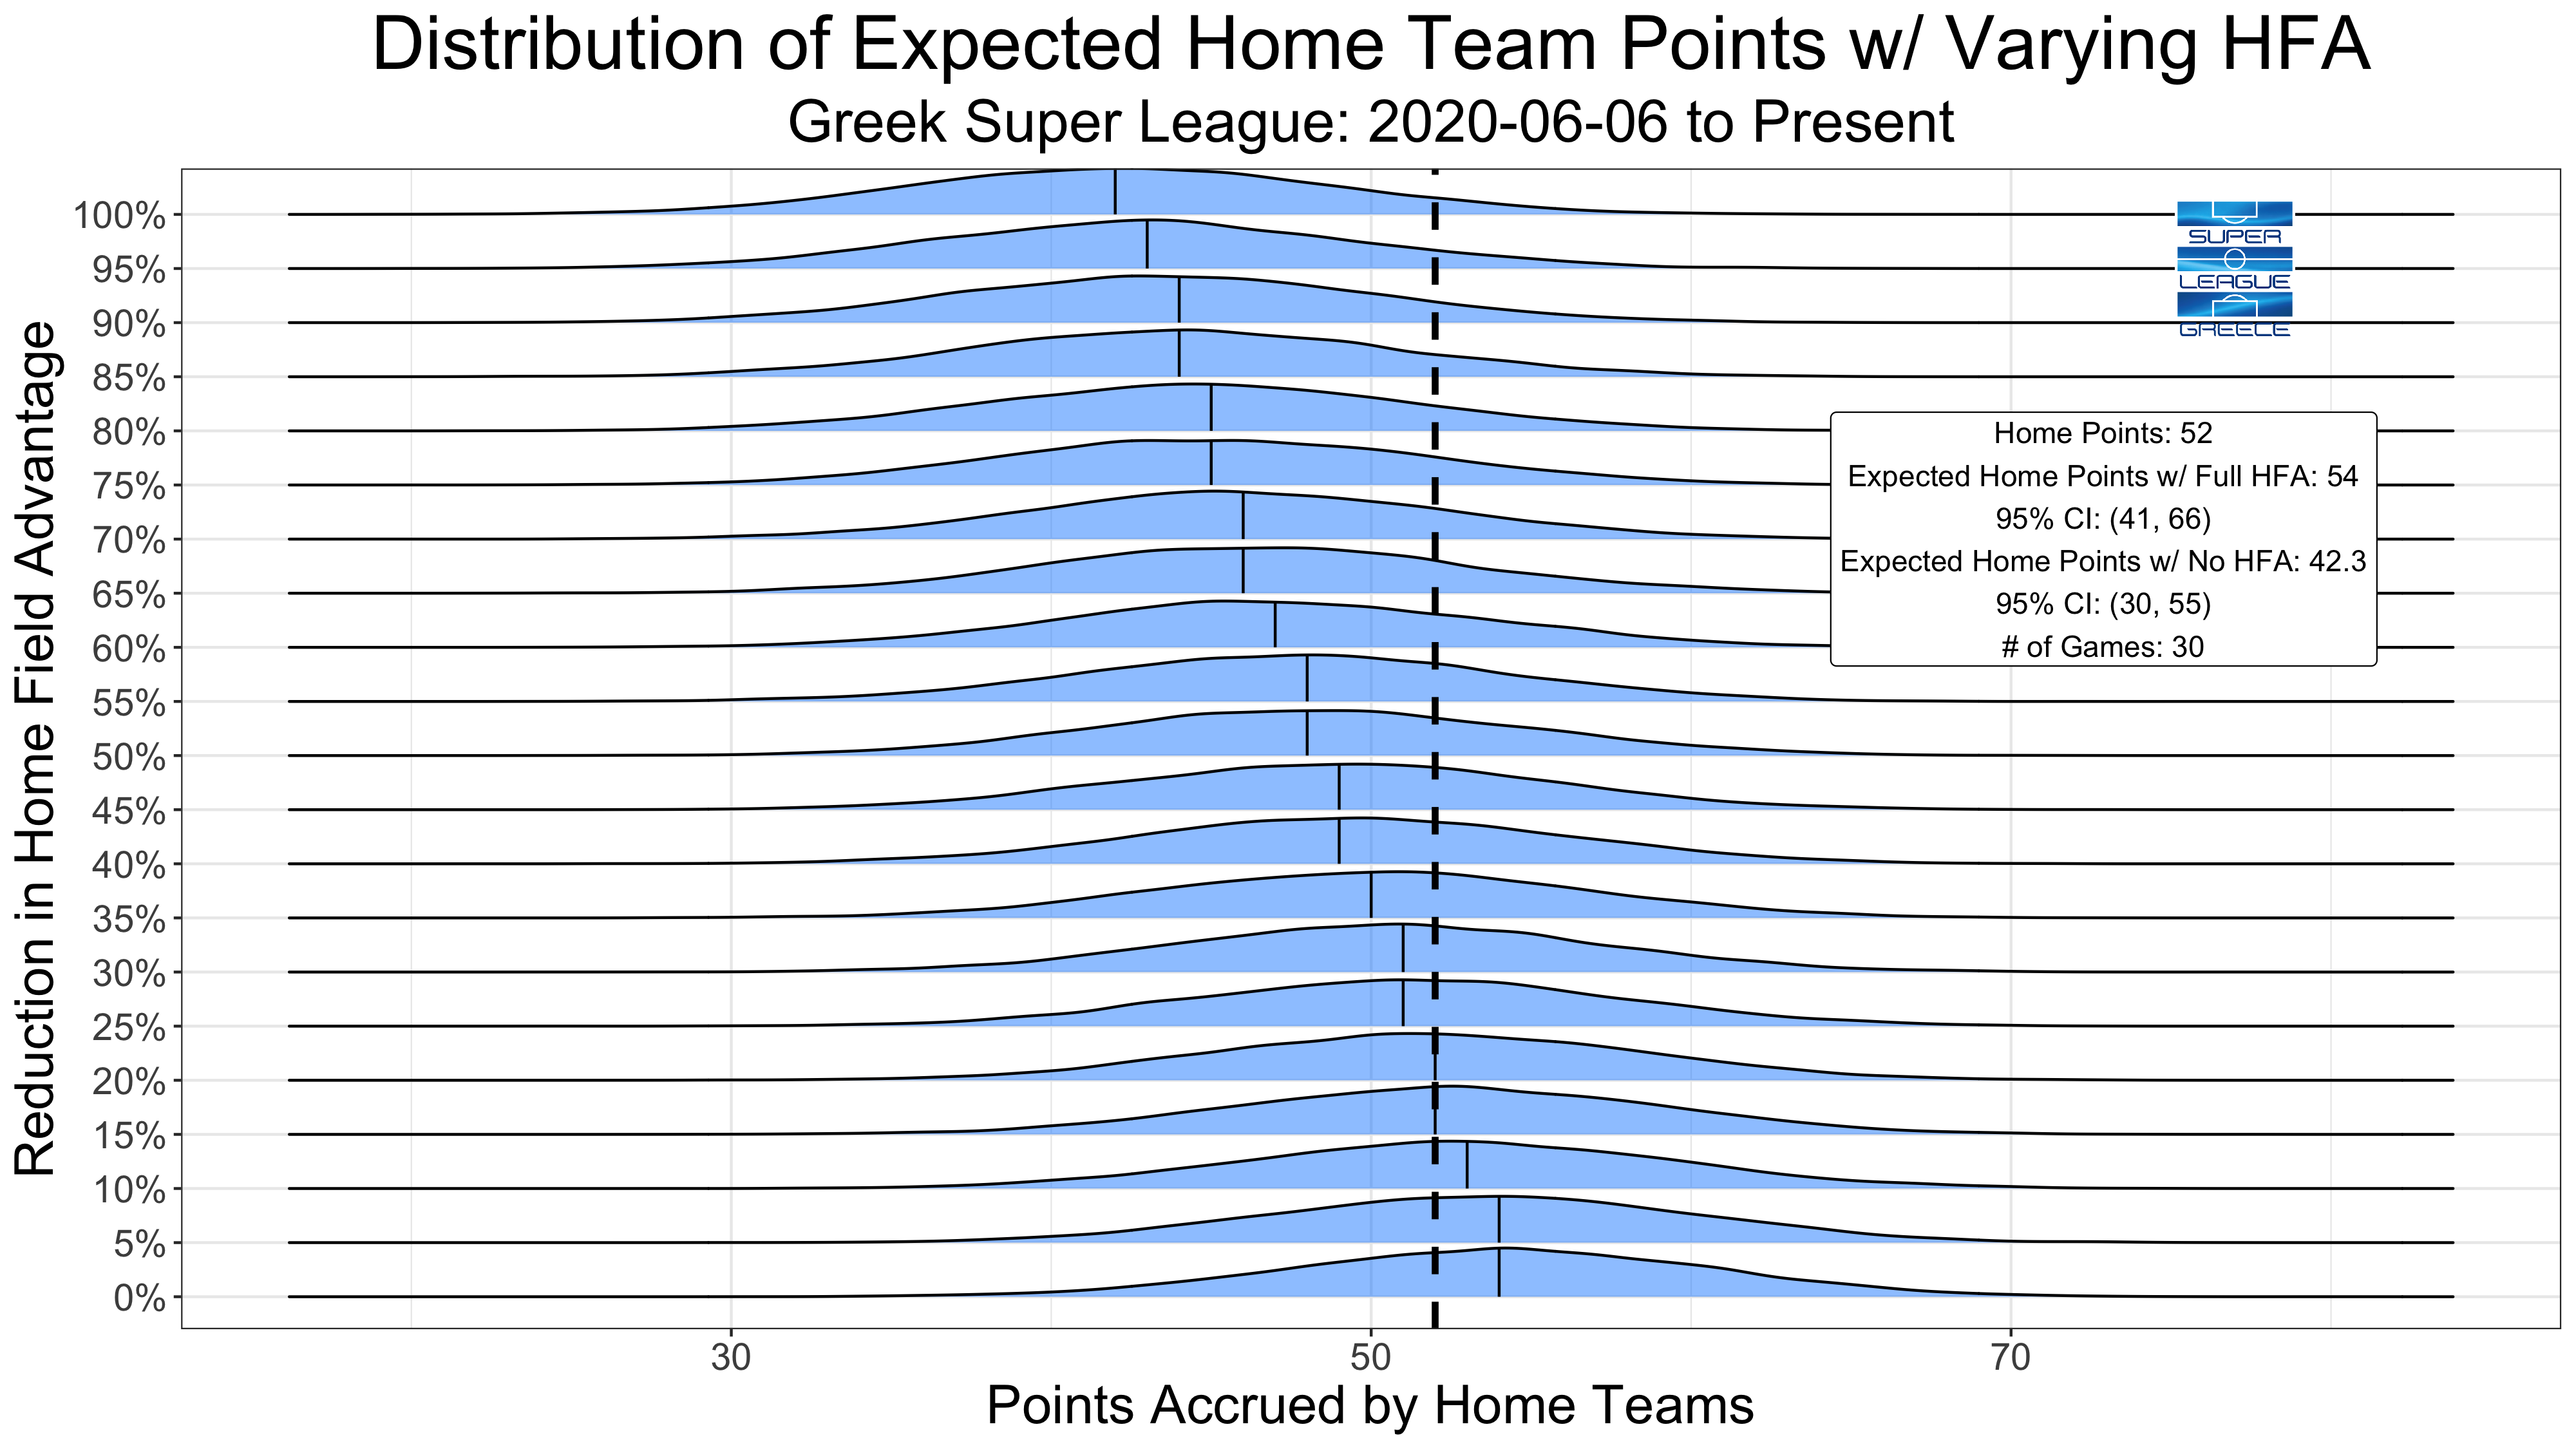 Distribution of Expected Home Team Points w/ Varying HFA
Greek Super League: 2020-06-06 to Present
Reduction in Home Field Advantage
100%
95%
90%
85%
80%
75%
70%
65%
60%
55%
50%
45%
40%
35%
30%
25%
20%
15%
10%
5%
0%
SUPER
LEAGUE
GREECE
Home Points: 52
Expected Home Points w/ Full HFA: 54
95% CI: (41, 66)
Expected Home Points w/ No HFA: 42.3
95% CI: (30, 55)
# of Games: 30
30
50
70
Points Accrued by Home Teams